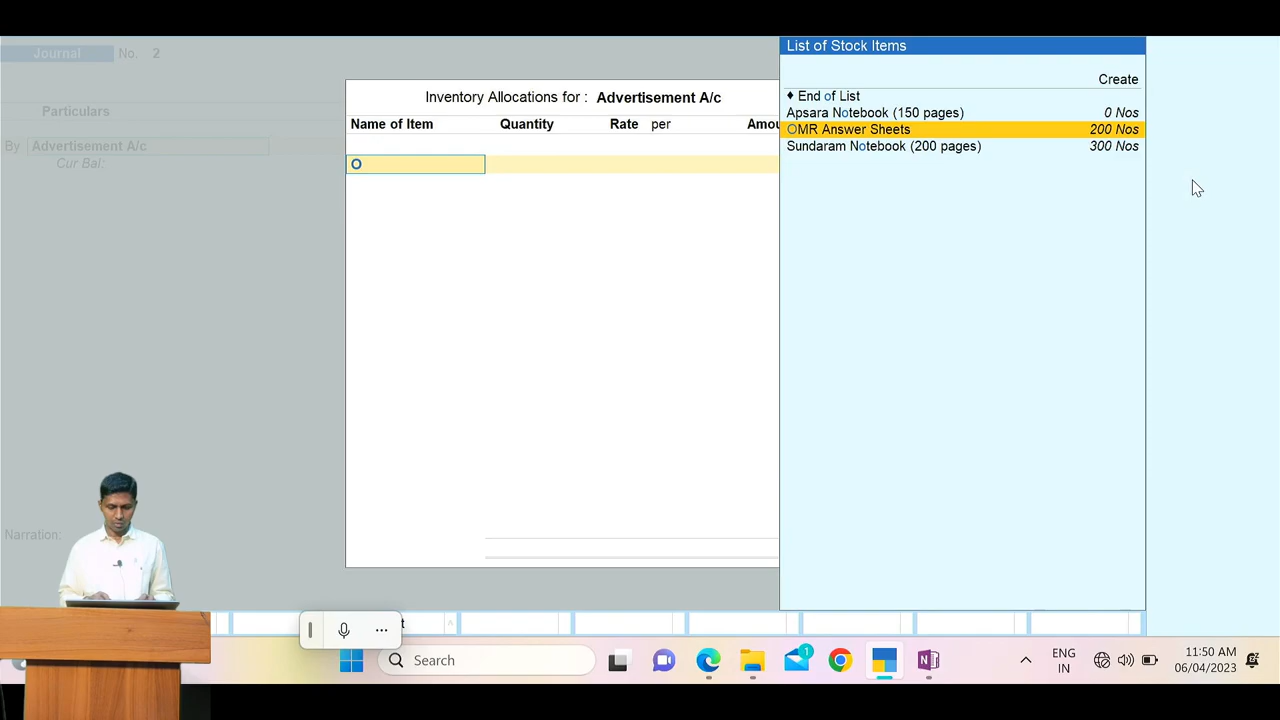 Journal No. 2
Particulars
By Advertisement A/c
Cur Bal:
Narration:
Inventory Allocations for : Advertisement A/c
Name of Item Quantity Rate per Amou
O
List of Stock Items
Create
♦ End of List
Apsara Notebook (150 pages) 0 Nos
OMR Answer Sheets 200 Nos
Sundaram Notebook (200 pages) 300 Nos
Search
1
ENG
IN
11:50 AM
06/04/2023